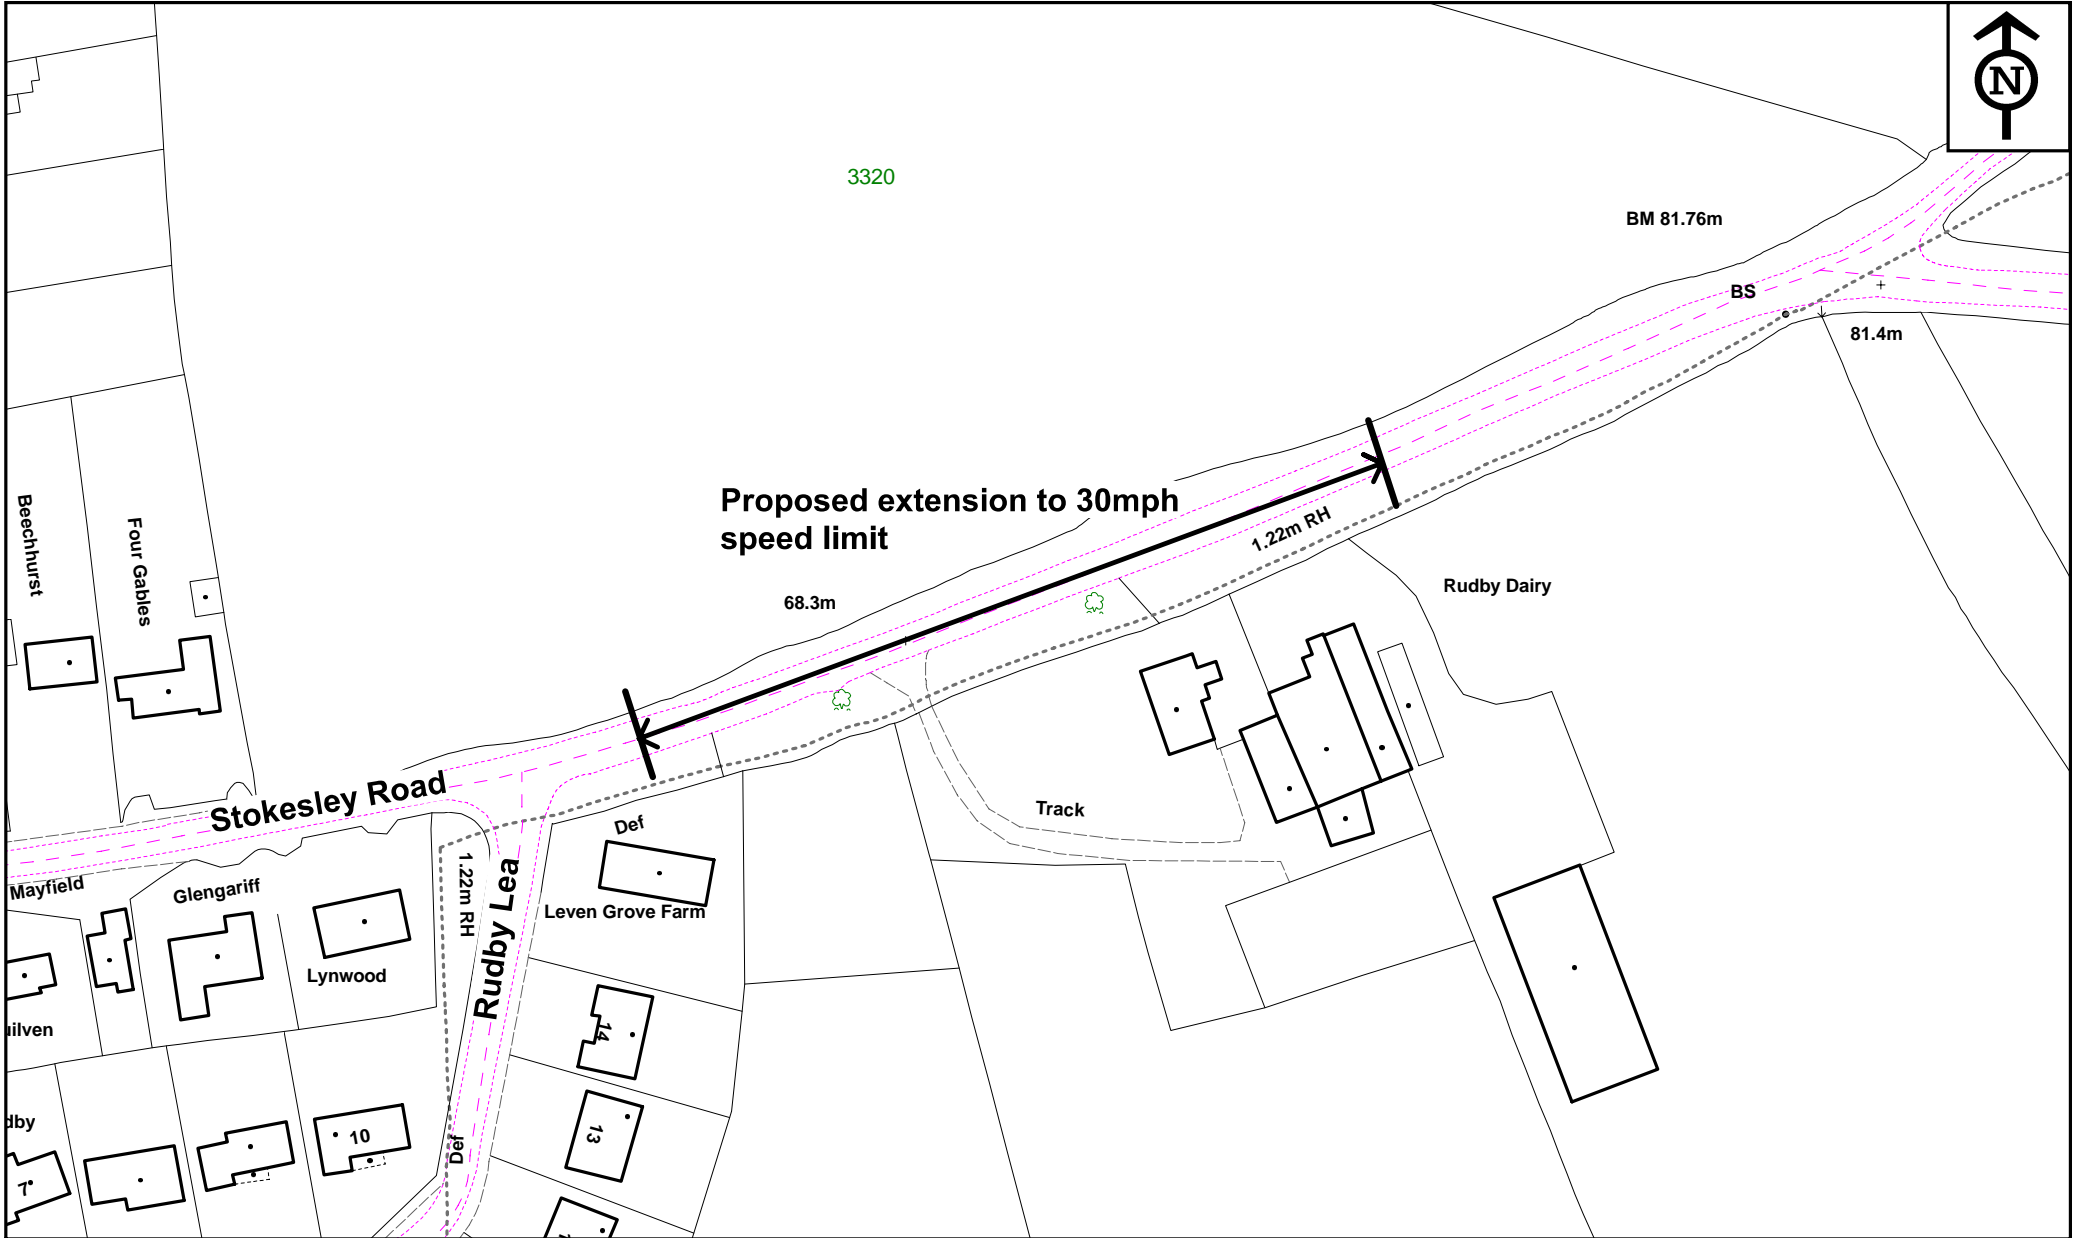 N
3320
BM 81.76m
BS
81.4m
Proposed extension to 30mph
speed limit
1.22m RH
Beechhurst
Four Gables
68.3m
Rudby Dairy
Stokesley Road
Track
Def
Mayfield
Glengariff
1.22m RH
Rudby Lea
Leven Grove Farm
Lynwood
14
uilven
dby
10
Def
13
7